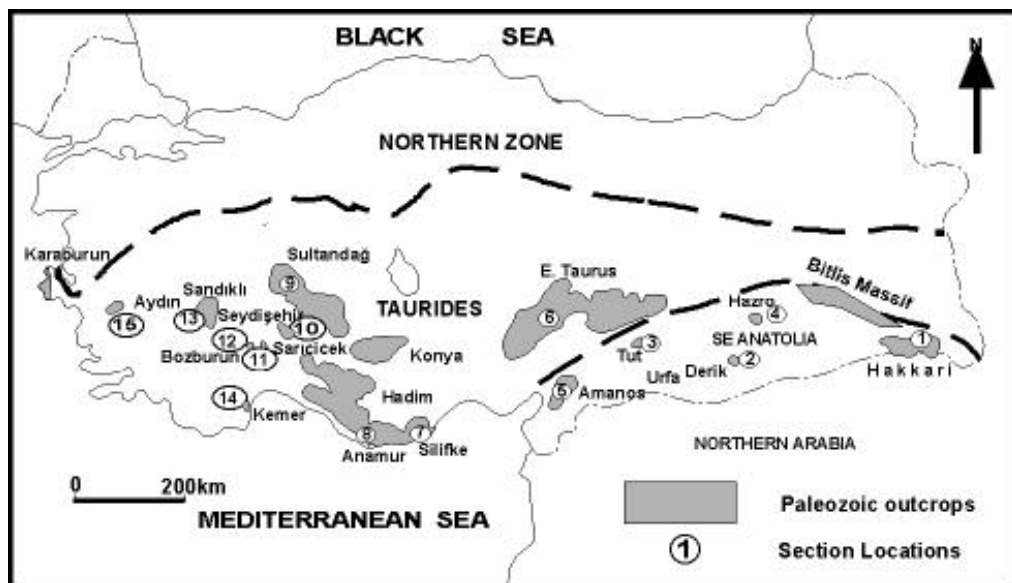 BLACK SEA
N
NORTHERN ZONE
Karaburun
Sultandağ
Sandıklı
9
E. Taurus
Bitlis Massif
Aydın
13
Seydişehir
TAURIDES
Hazro
15
10
6
4
12
SE ANATOLIA
1
Bozburun
Sarıcicek
Konya
3
Tut
11
Urfa
Derik
2
Hakkari
14
Hadim
5
Amanos
Kemer
8
7
Silifke
NORTHERN ARABIA
Anamur
0 200km
Paleozoic outcrops
MEDITERRANEAN SEA
1
Section Locations